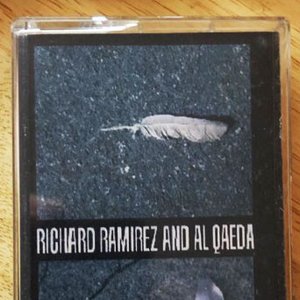 RICHARD RAMIREZ AND AL QAEDA